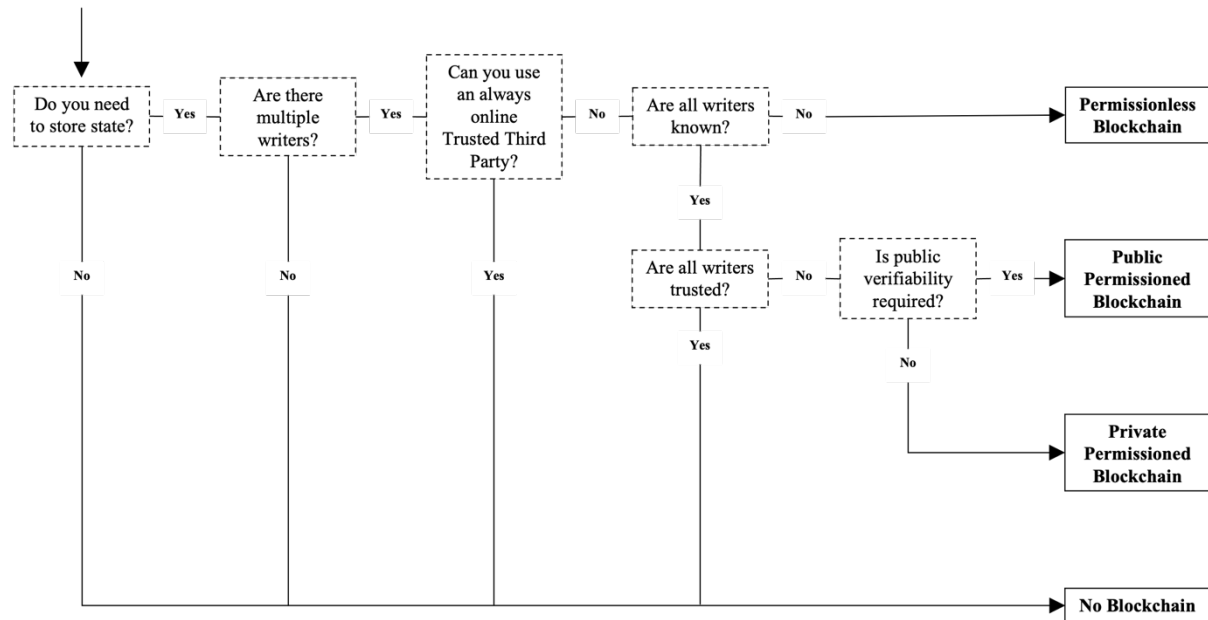 Do you need
to store state?
Yes
Are there
multiple
writers?
Yes
Can you use
an always
online
Trusted Third
Party?
No
Are all writers
known?
No
Permissionless
Blockchain
Yes
Are all writers
trusted?
No
Is public
verifiability
required?
Yes
Public
Permissioned
Blockchain
No
No
Yes
Yes
No
Private
Permissioned
Blockchain
No Blockchain